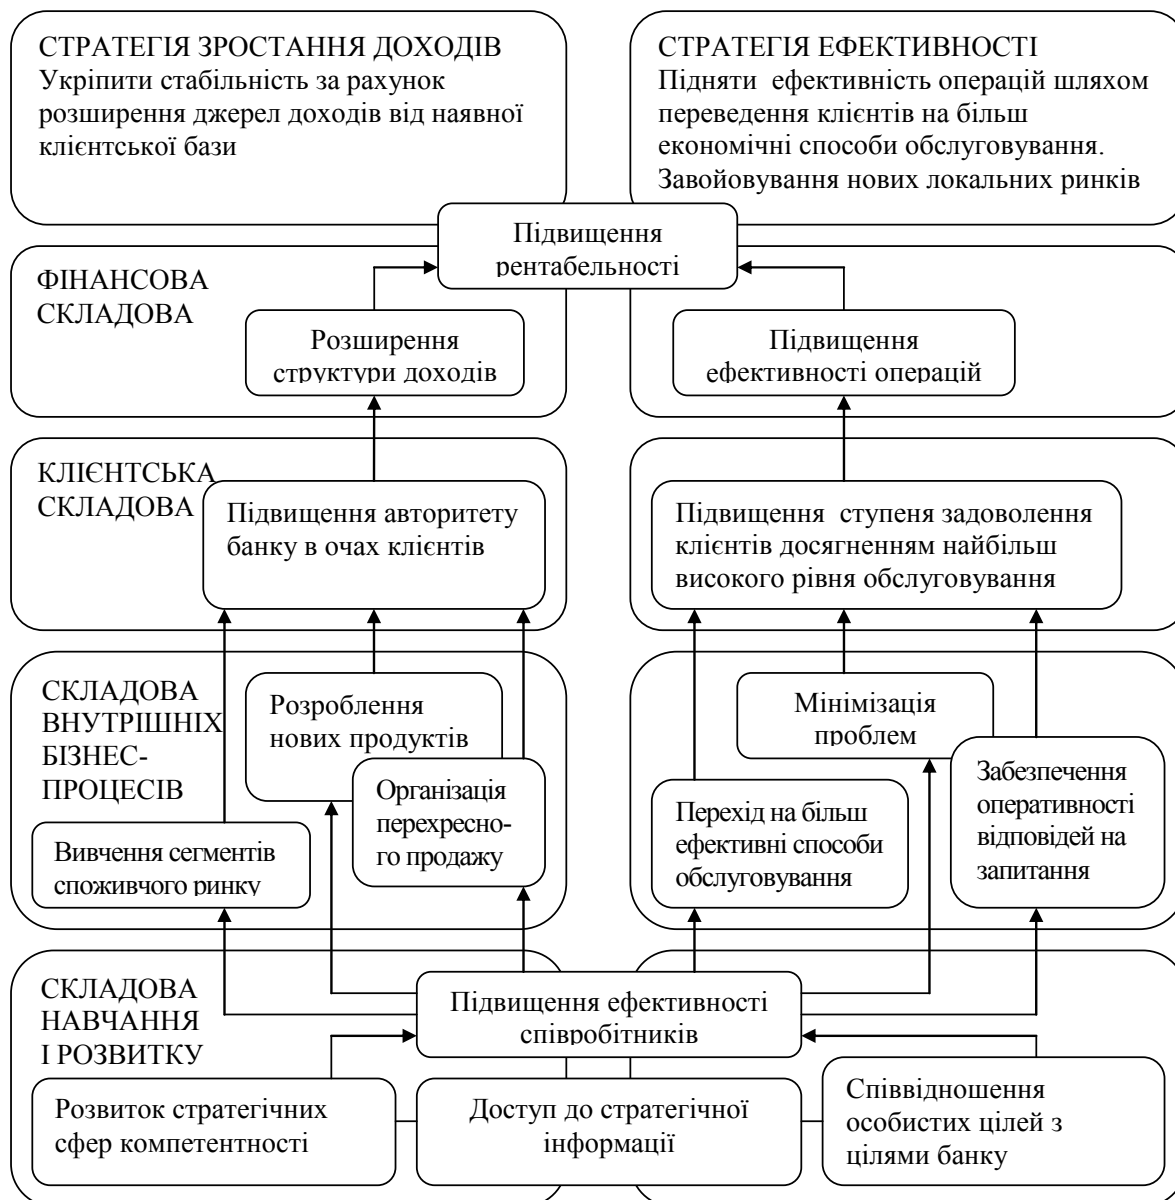 СТРАТЕГІЯ ЗРОСТАННЯ ДОХОДІВ
Укріпити стабільність за рахунок
розширення джерел доходів від наявної
клієнтської бази
СТРАТЕГІЯ ЕФЕКТИВНОСТІ
Підняти ефективність операцій шляхом
переведення клієнтів на більш
економічні способи обслуговування.
Завойовування нових локальних ринків
Підвищення
рентабельності
ФІНАНСОВА
СКЛАДОВА
Розширення
структури доходів
Підвищення
ефективності операцій
КЛІЄНТСЬКА
СКЛАДОВА
Підвищення авторитету
банку в очах клієнтів
Підвищення ступеня задоволення
клієнтів досягненням найбільш
високого рівня обслуговування
СКЛАДОВА
ВНУТРІШНІХ
БІЗНЕС-
ПРОЦЕСІВ
Розроблення
нових продуктів
Організація
перехресно-
го продажу
Вивчення сегментів
споживчого ринку
Мінімізація
проблем
Перехід на більш
ефективні способи
обслуговування
Забезпечення
оперативності
відповідей на
запитання
СКЛАДОВА
НАВЧАННЯ
І РОЗВИТКУ
Підвищення ефективності
співробітників
Розвиток стратегічних
сфер компетентності
Доступ до стратегічної
інформації
Співвідношення
особистих цілей з
цілями банку